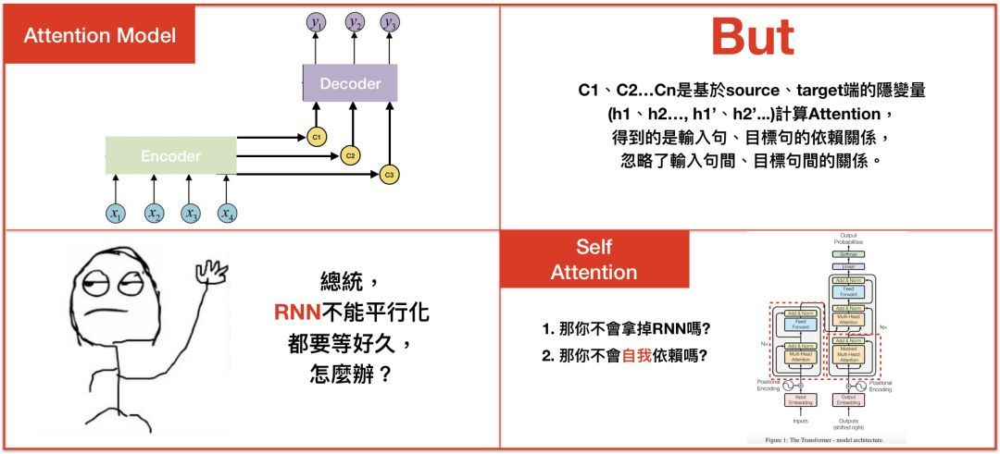 Attention Model
y1 y2 y3
Decoder
C1
Encoder
C2
C3
x1 x2 x3 x4
But
C1、C2…Cn是基於source、target端的隱變量
(h1、h2…, h1’、h2’...)計算Attention，
得到的是輸入句、目標句的依賴關係，
忽略了輸入句間、目標句間的關係。
總統，
RNN不能平行化
都要等好久，
怎麼辦？
Self
Attention
1. 那你不會拿掉RNN嗎?
2. 那你不會自我依賴嗎?
Output
Probabilities
Softmax
Linear
Add & Norm
Feed
Forward
Add & Norm
Multi-Head
Attention
Add & Norm
Masked
Multi-Head
Attention
Nx
Add & Norm
Feed
Forward
Nx
Add & Norm
Multi-Head
Attention
Positional
Encoding
Positional
Encoding
Input
Embedding
Output
Embedding
Inputs
Outputs
(shifted right)
Figure 1: The Transformer - model architecture.